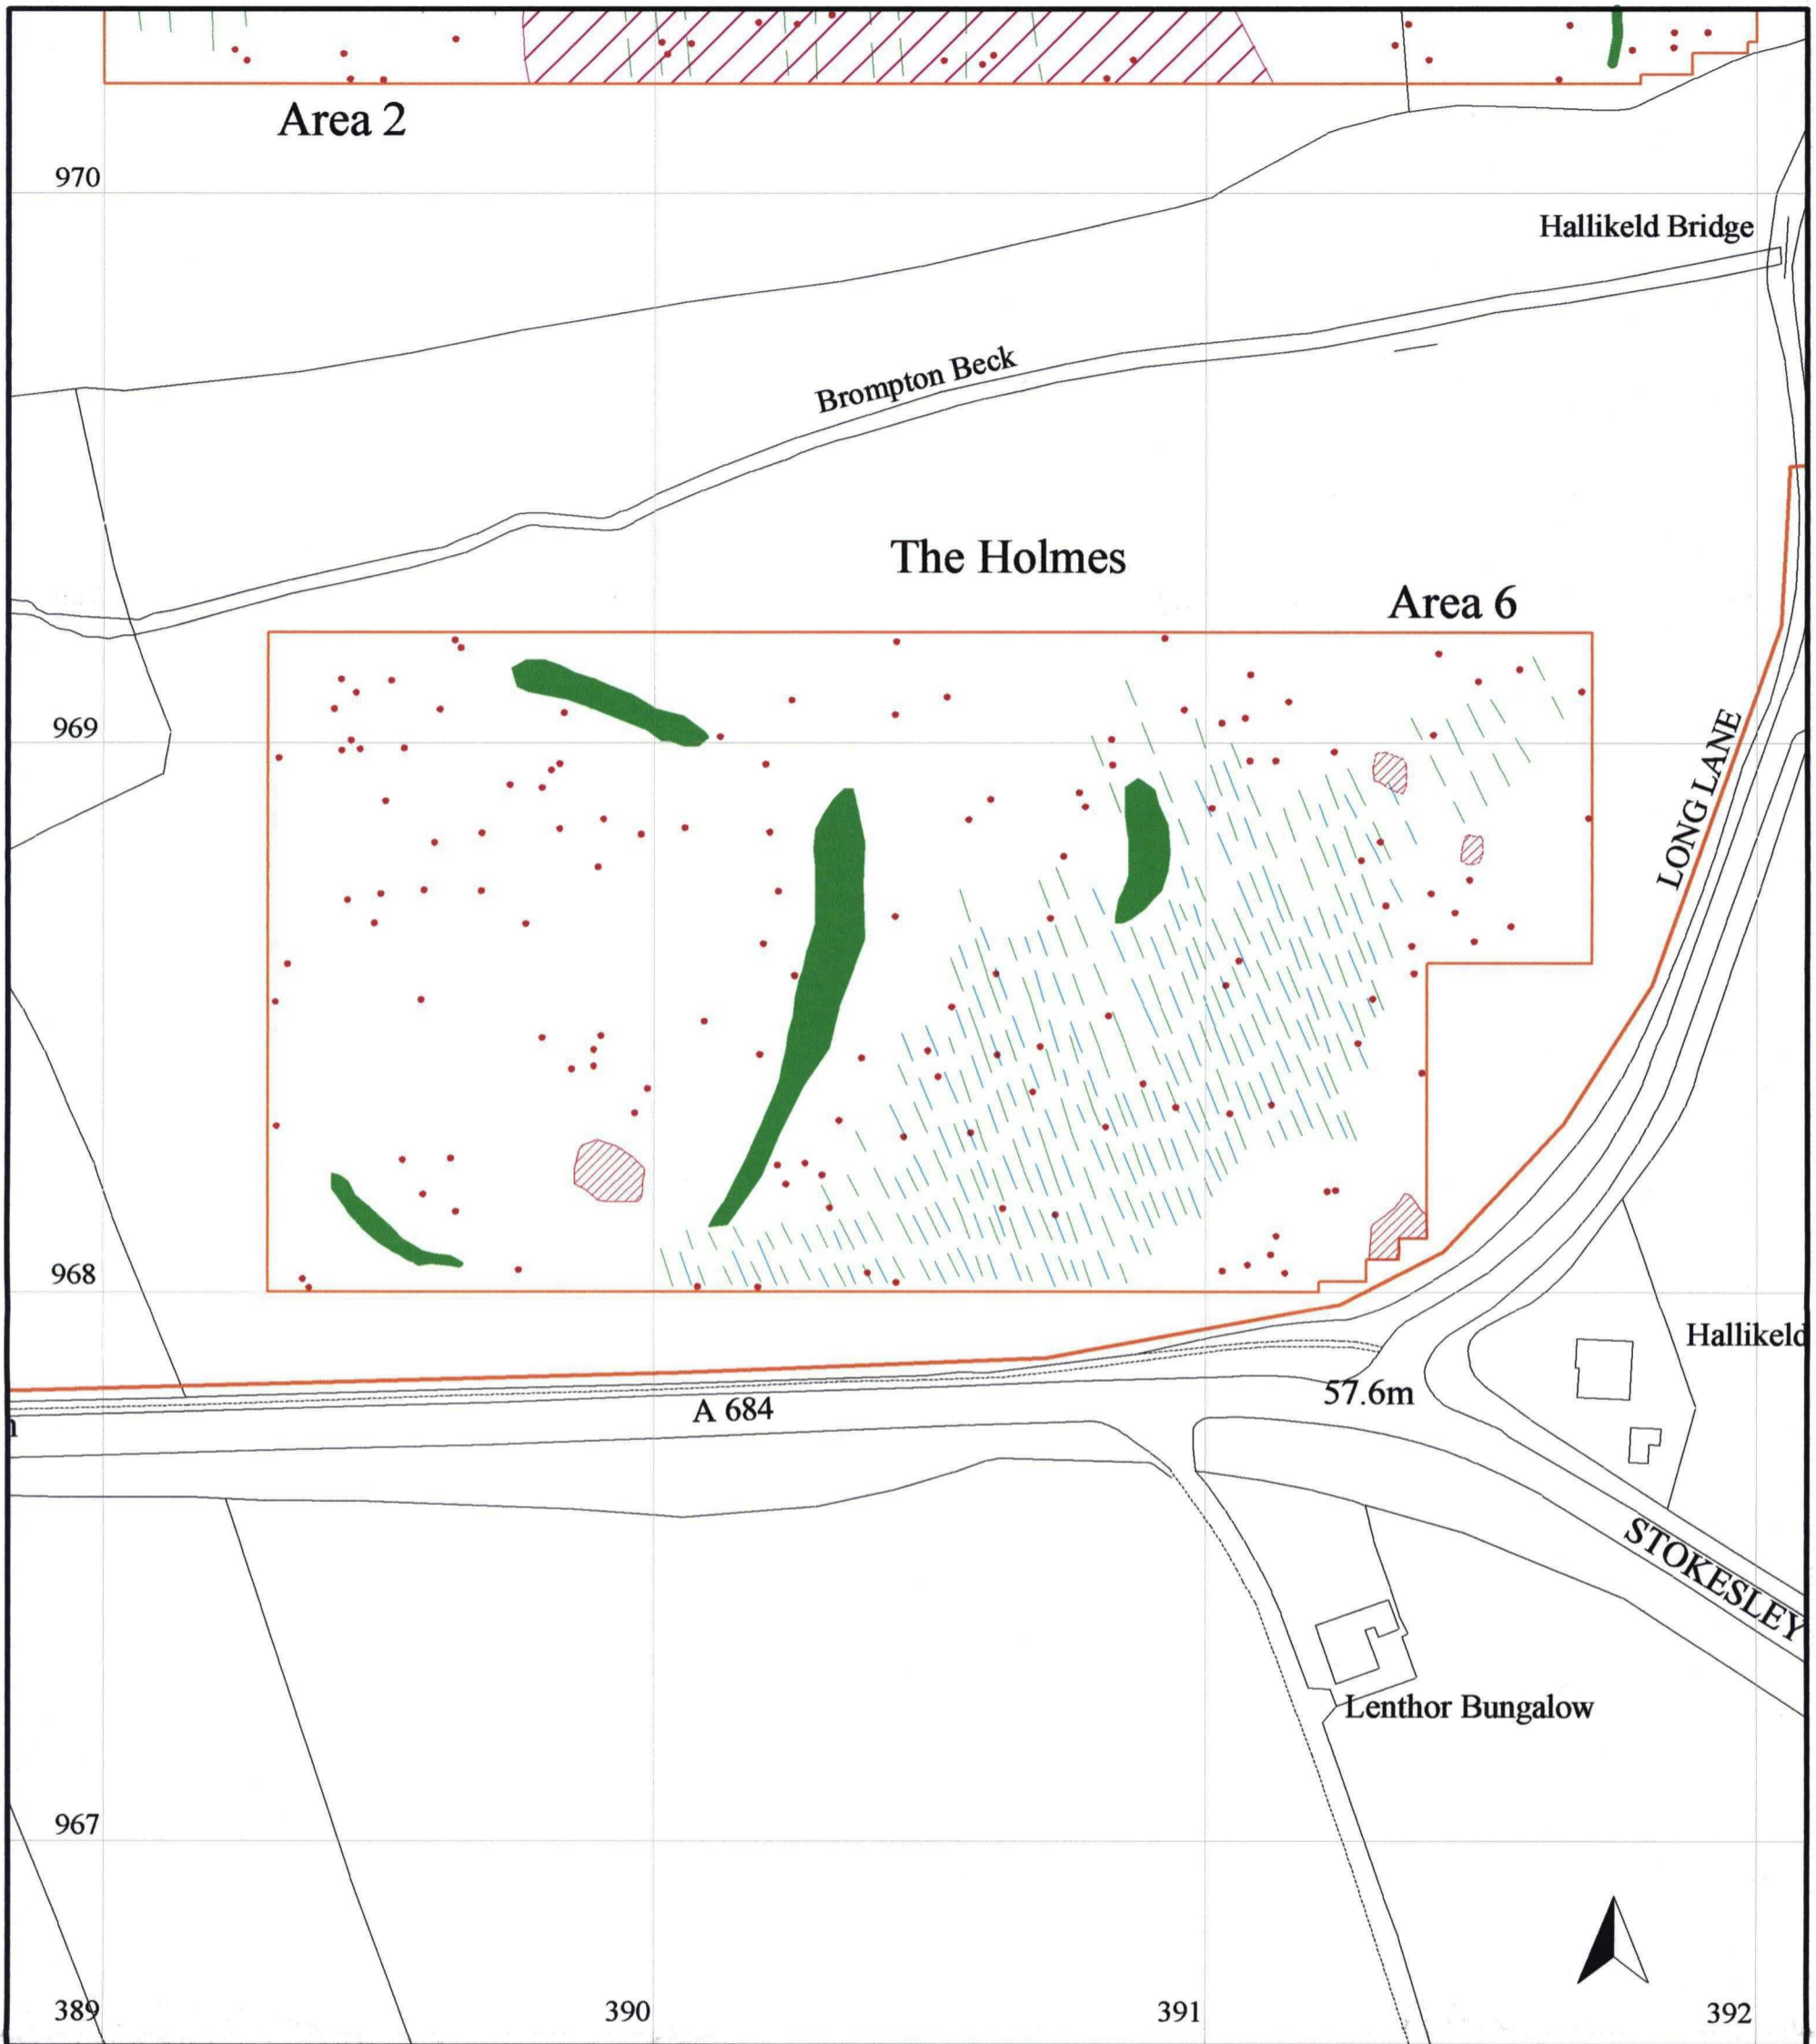 Area 2
970
Hallikeld Bridge
Brompton Beck
The Holmes
Area 6
969
LONG LANE
968
Hallikeld
57.6m
A 684
STOKESLEY
Lenthor Bungalow
967
389
390
391
392